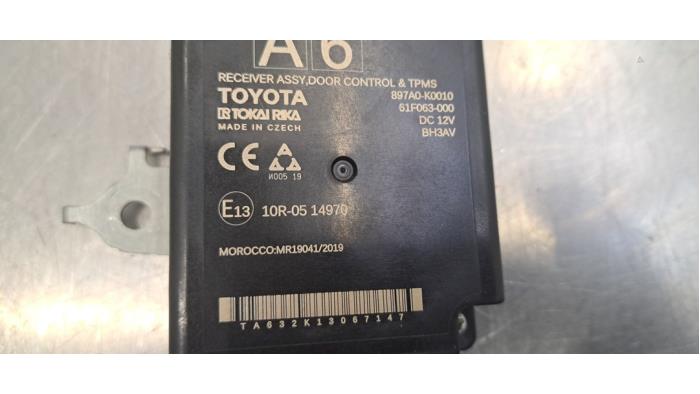 A 6
RECEIVER ASSY,DOOR CONTROL & TPMS
TOYOTA 897A0-K0010
TOKAI RIKA 61F063-000
MADE IN CZECH DC 12V
BH3AV
CE
И005 19
E13 10R-05 14970
MOROCCO:MR19041/2019
TA632K13067147